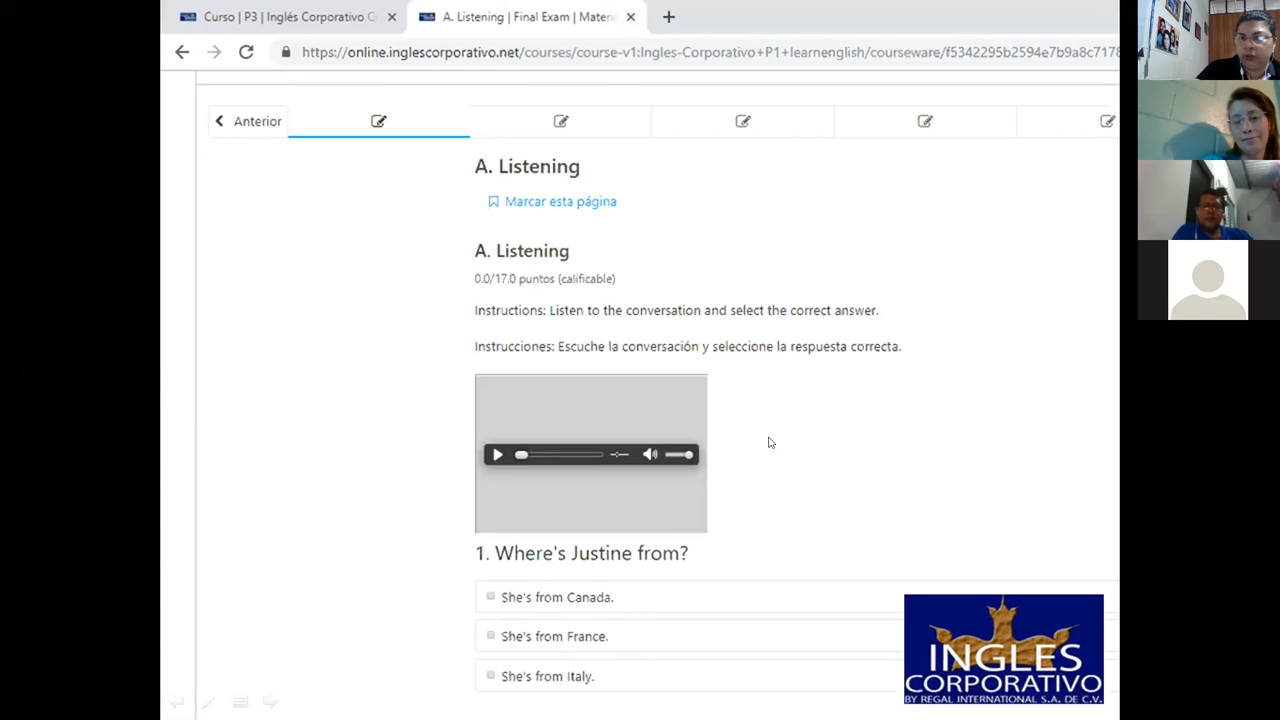 Curso | P3 | Inglés Corporativo
A. Listening | Final Exam | Materi
https://online.inglescorporativo.net/courses/course-v1:Ingles-Corporativo+P1+learnenglish/courseware/f5342295b2594e7b9a8c7178
Anterior
A. Listening
Marcar esta página
A. Listening
0.0/17.0 puntos (calificable)
Instructions: Listen to the conversation and select the correct answer.
Instrucciones: Escuche la conversación y seleccione la respuesta correcta.
1. Where's Justine from?
She's from Canada.
She's from France.
She's from Italy.
INGLES
CORPORATIVO
BY REGAL INTERNATIONAL S.A. DE C.V.